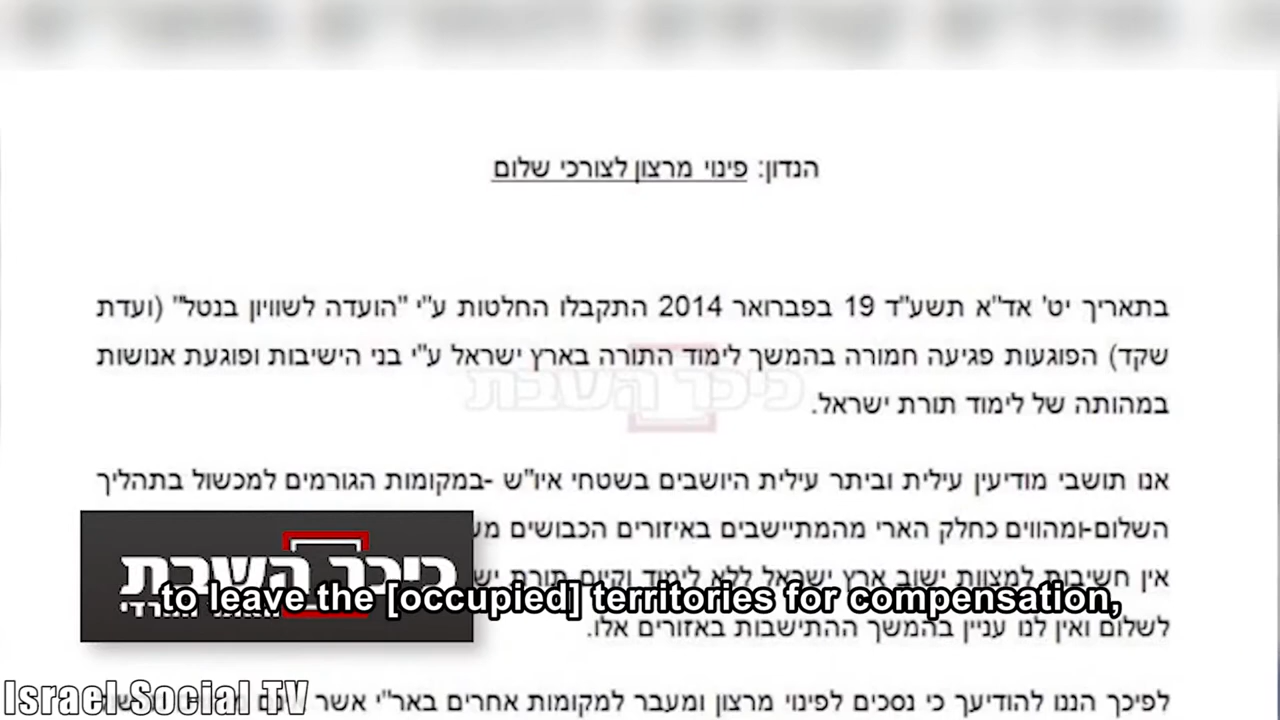 הנדון: פינוי מרצון לצורכי שלום
בתאריך יט' אד"א תשע"ד 19 בפברואר 2014 התקבלו החלטות ע"י "הועדה לשוויון בנטל" (ועדת
שקד) הפוגעות פגיעה חמורה בהמשך לימוד התורה בארץ ישראל ע"י בני הישיבות ופוגעת אנושות
במהותה של לימוד תורת ישראל.
כיכר השבת
אנו תושבי מודיעין עילית וביתר עילית היושבים בשטחי איו"ש -במקומות הגורמים למכשול בתהליך
השלום-ומהווים כחלק הארי מהמתיישבים באיזורים הכבושים
אין חשיבות למצוות ישוב ארץ ישראל ללא לימוד וקיום תורת
לשלום ואין לנו עניין בהמשך ההתישבות באזורים אלו.
לפיכך הננו להודיעך כי נסכים לפינוי מרצון ומעבר למקומות אחרים באר"י אשר
כיכר השבת
to leave the [occupied] territories for compensation,
Israel Social TV